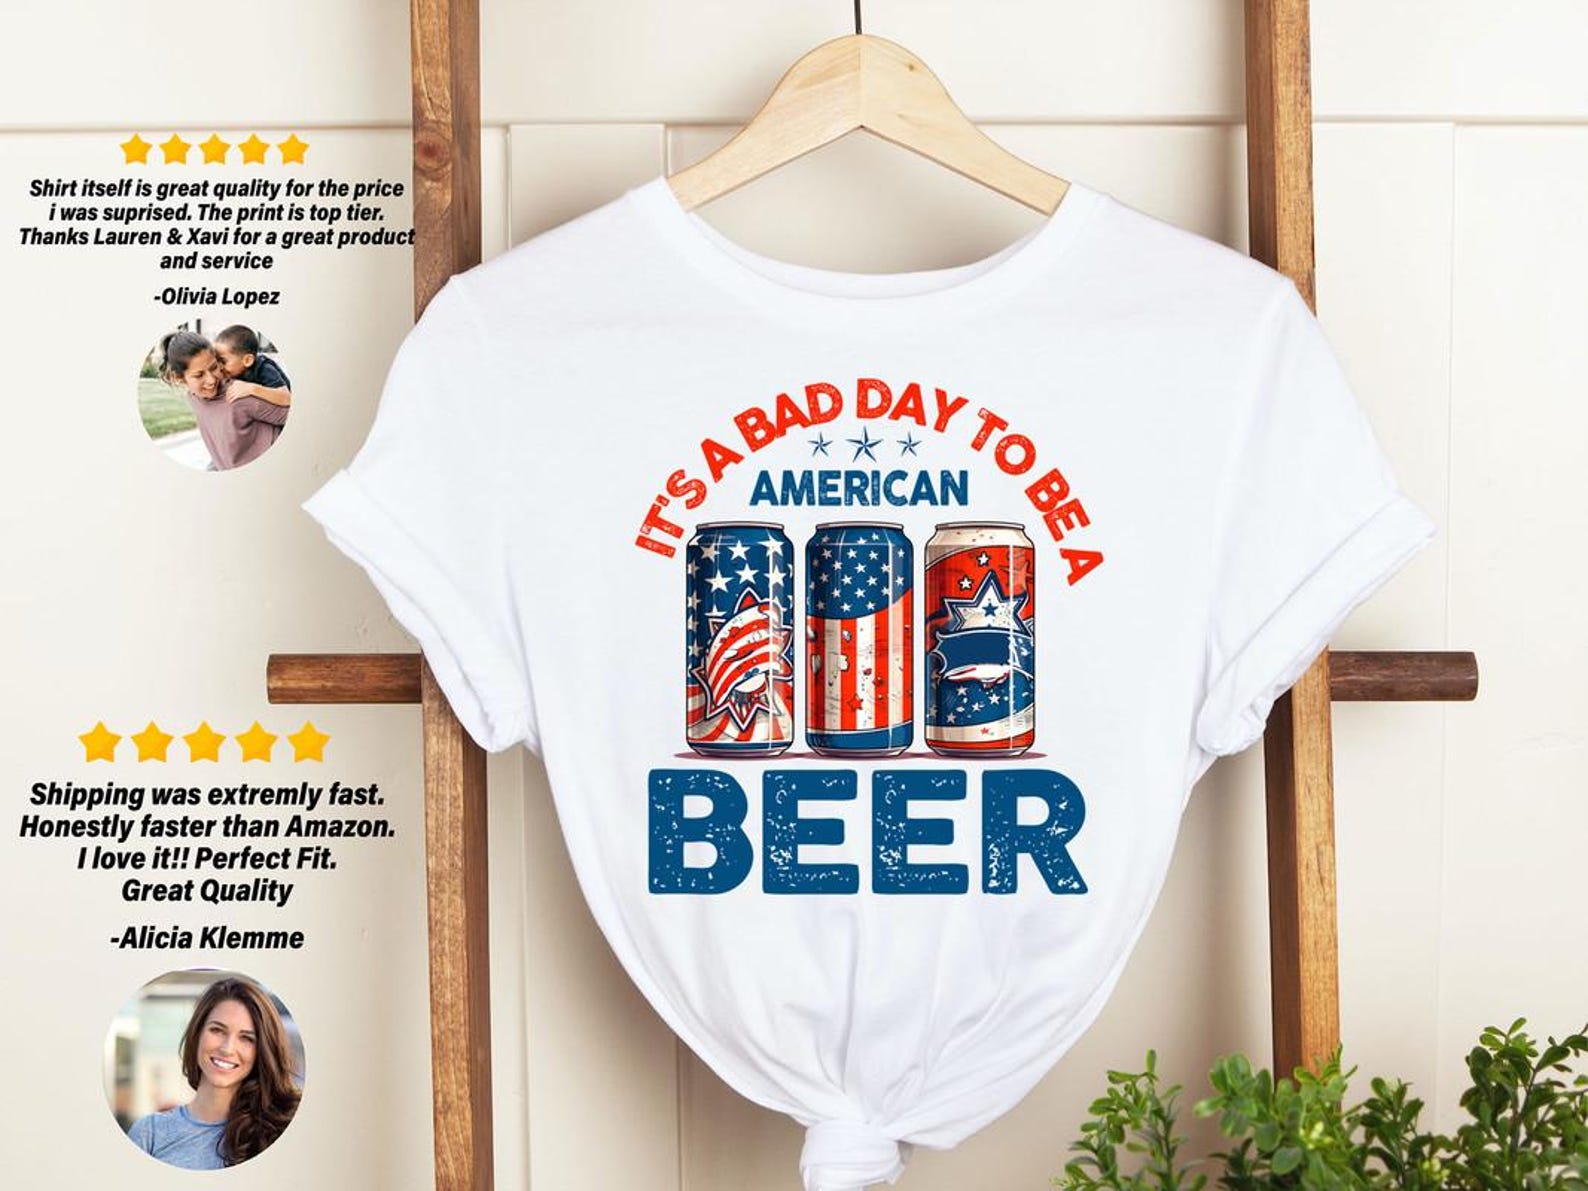 Shirt itself is great quality for the price
i was suprised. The print is top tier.
Thanks Lauren & Xavi for a great product
and service
-Olivia Lopez
Shipping was extremly fast.
Honestly faster than Amazon.
I love it!! Perfect Fit.
Great Quality
-Alicia Klemme
IT'S A BAD DAY TO BE A
AMERICAN
BEER